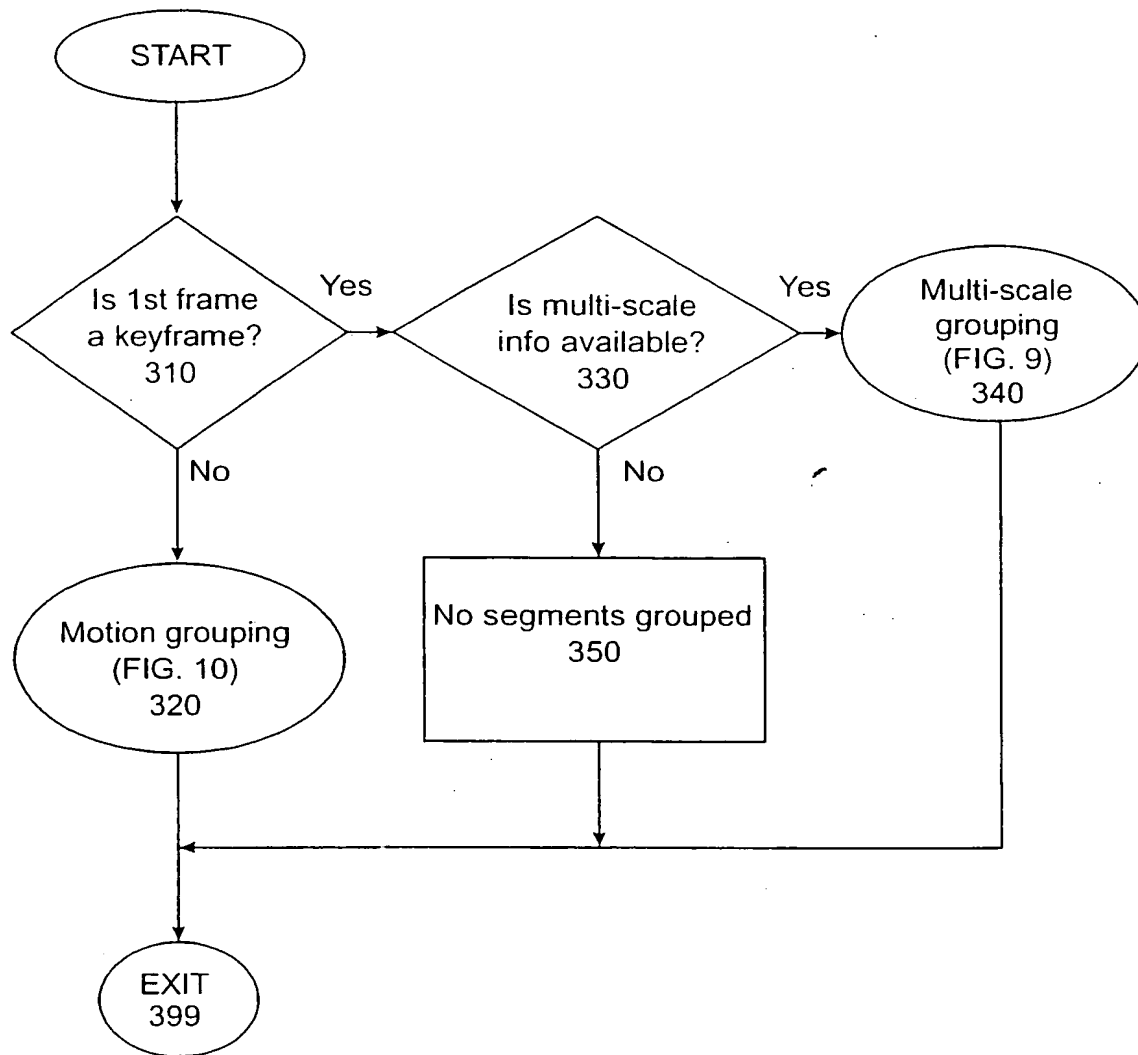 START
Is 1st frame
a keyframe?
310
Yes
Is multi-scale
info available?
330
Yes
Multi-scale
grouping
(FIG. 9)
340
No
No
Motion grouping
(FIG. 10)
320
No segments grouped
350
EXIT
399